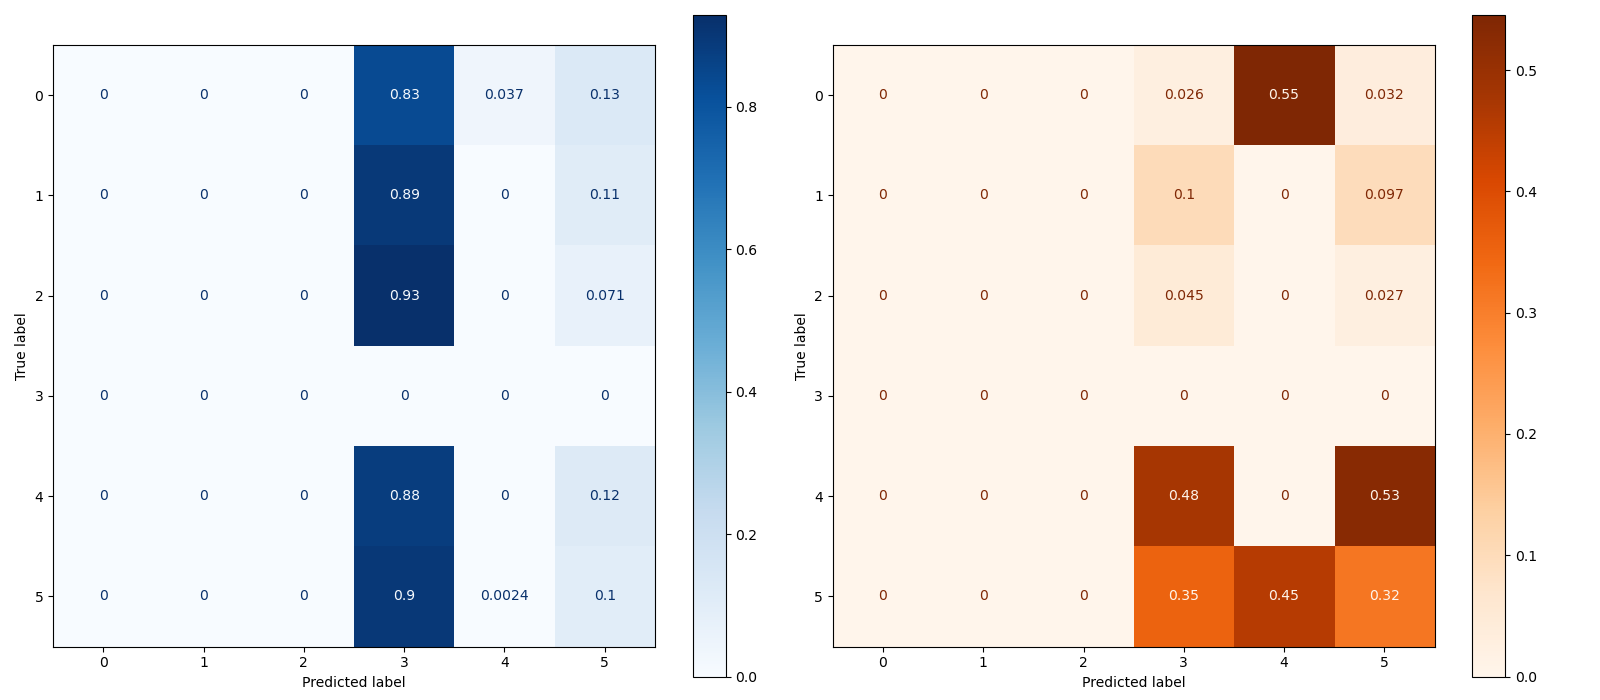 0 0 0 0 0.83 0.037 0.13
1 0 0 0 0.89 0 0.11
2 0 0 0 0.93 0 0.071
3 0 0 0 0 0 0
4 0 0 0 0.88 0 0.12
5 0 0 0 0.9 0.0024 0.1
0 1 2 3 4 5
True label
Predicted label
0.8
0.6
0.4
0.2
0.0
0 0 0 0 0.026 0.55 0.032
1 0 0 0 0.1 0 0.097
2 0 0 0 0.045 0 0.027
3 0 0 0 0 0 0
4 0 0 0 0.48 0 0.53
5 0 0 0 0.35 0.45 0.32
0 1 2 3 4 5
True label
Predicted label
0.5
0.4
0.3
0.2
0.1
0.0